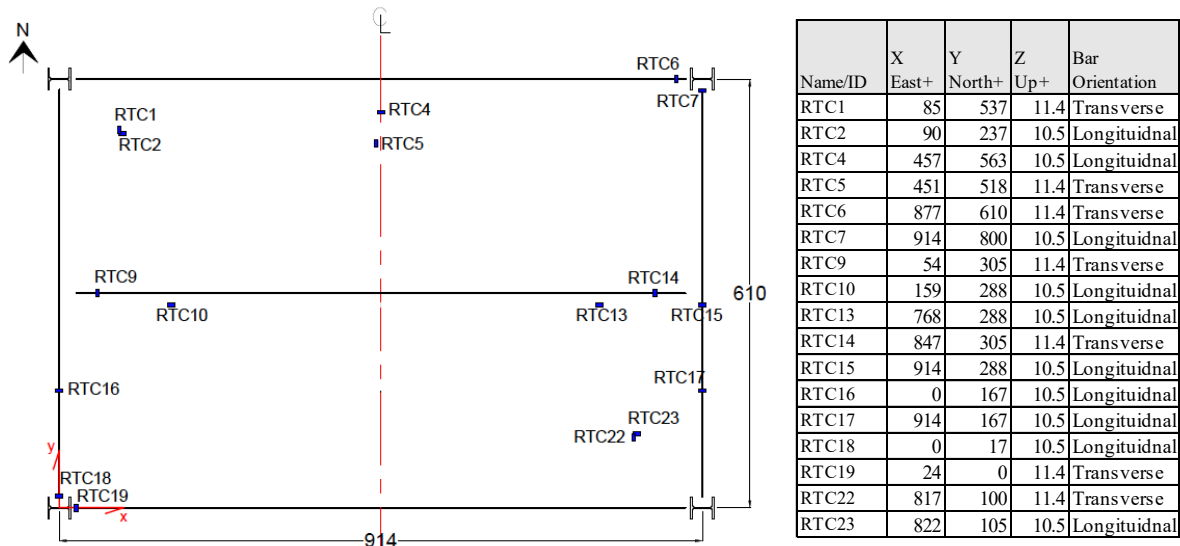 N
CL
RTC6
RTC1
RTC4
RTC7
RTC2
RTC5
RTC9
RTC14
610
RTC10
RTC13
RTC15
RTC16
RTC17
RTC23
RTC22
y
RTC18
RTC19
x
914
Name/ID X East+ Y North+ Z Up+ Bar Orientation
RTC1 85 537 11.4 Transverse
RTC2 90 237 10.5 Longituidnal
RTC4 457 563 10.5 Longituidnal
RTC5 451 518 11.4 Transverse
RTC6 877 610 11.4 Transverse
RTC7 914 800 10.5 Longituidnal
RTC9 54 305 11.4 Transverse
RTC10 159 288 10.5 Longituidnal
RTC13 768 288 10.5 Longituidnal
RTC14 847 305 11.4 Transverse
RTC15 914 288 10.5 Longituidnal
RTC16 0 167 10.5 Longituidnal
RTC17 914 167 10.5 Longituidnal
RTC18 0 17 10.5 Longituidnal
RTC19 24 0 11.4 Transverse
RTC22 817 100 11.4 Transverse
RTC23 822 105 10.5 Longituidnal